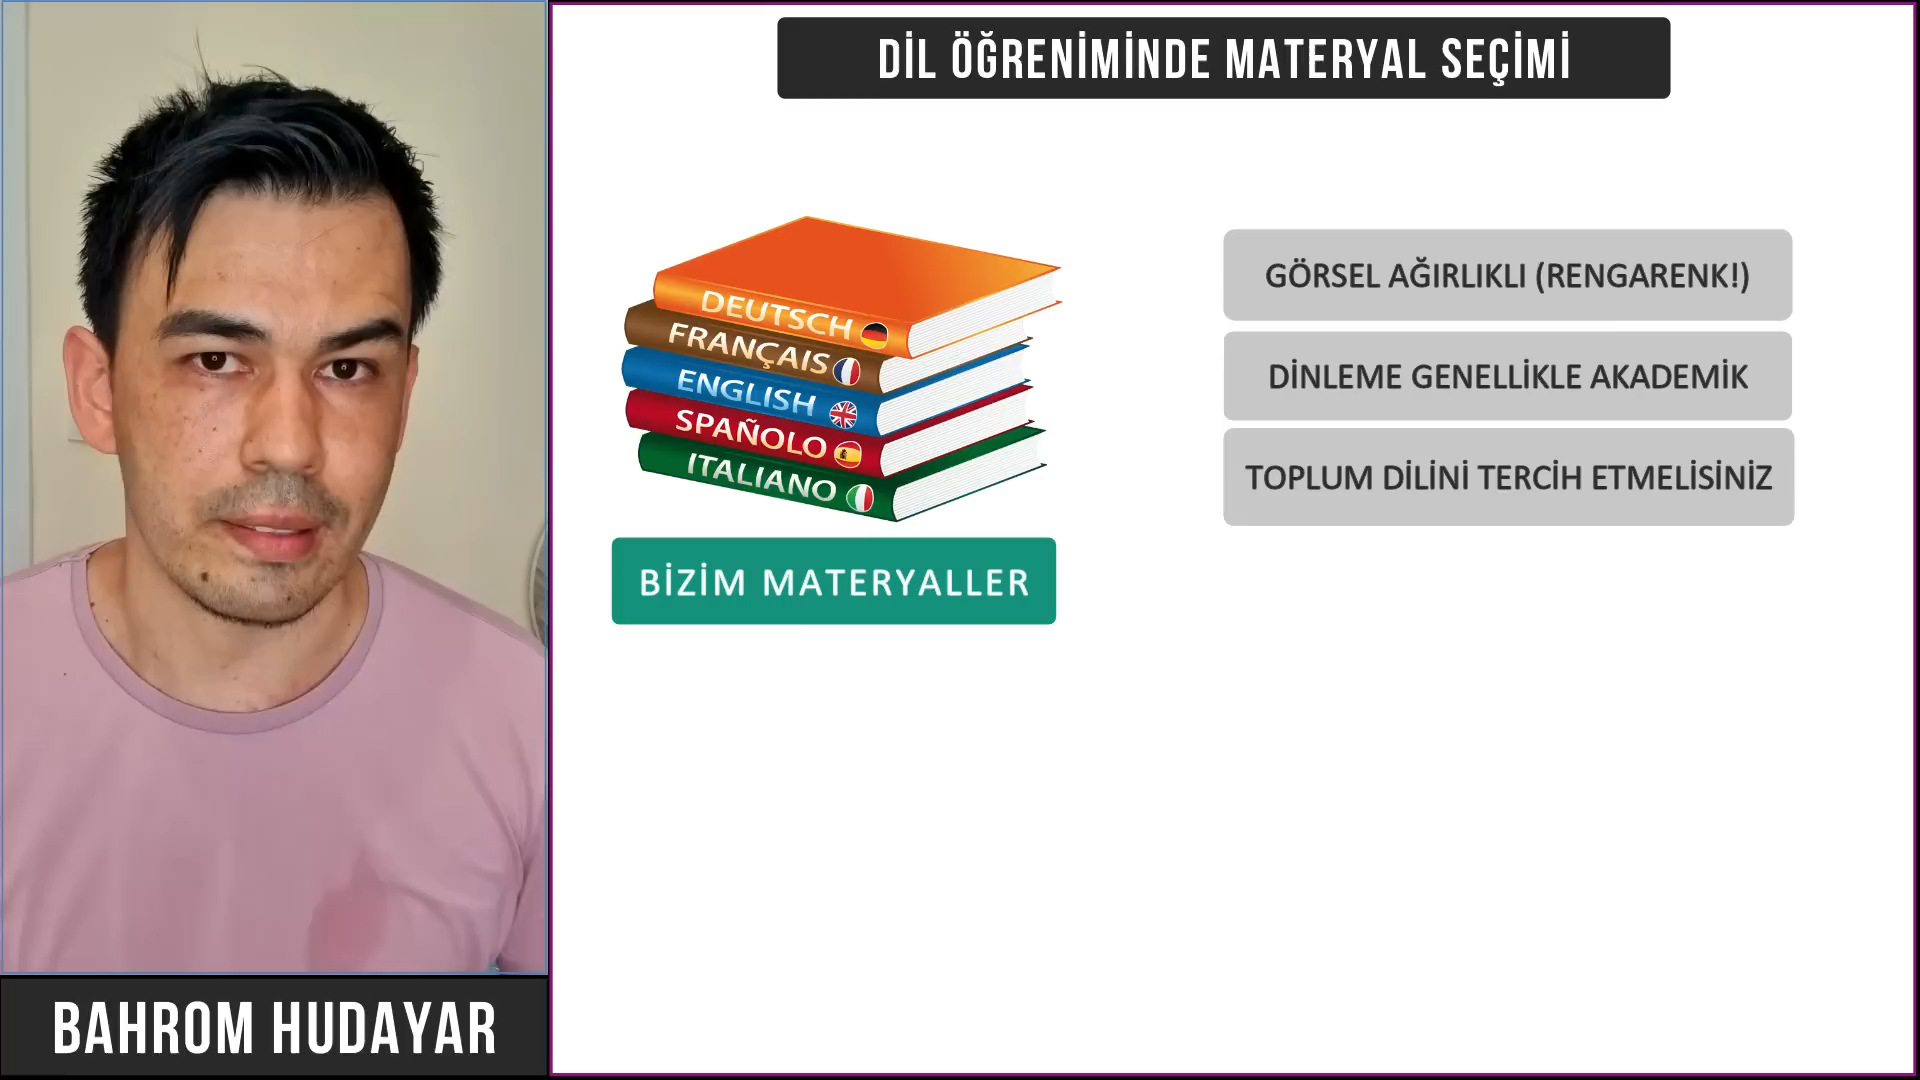 DİL ÖĞRENİMİNDE MATERYAL SEÇİMİ
DEUTSCH
FRANÇAIS
ENGLISH
SPAÑOLO
ITALIANO
BİZİM MATERYALLER
GÖRSEL AĞIRLIKLI (RENGARENK!)
DİNLEME GENELLİKLE AKADEMİK
TOPLUM DİLİNİ TERCİH ETMELİSİNİZ
BAHROM HUDAYAR